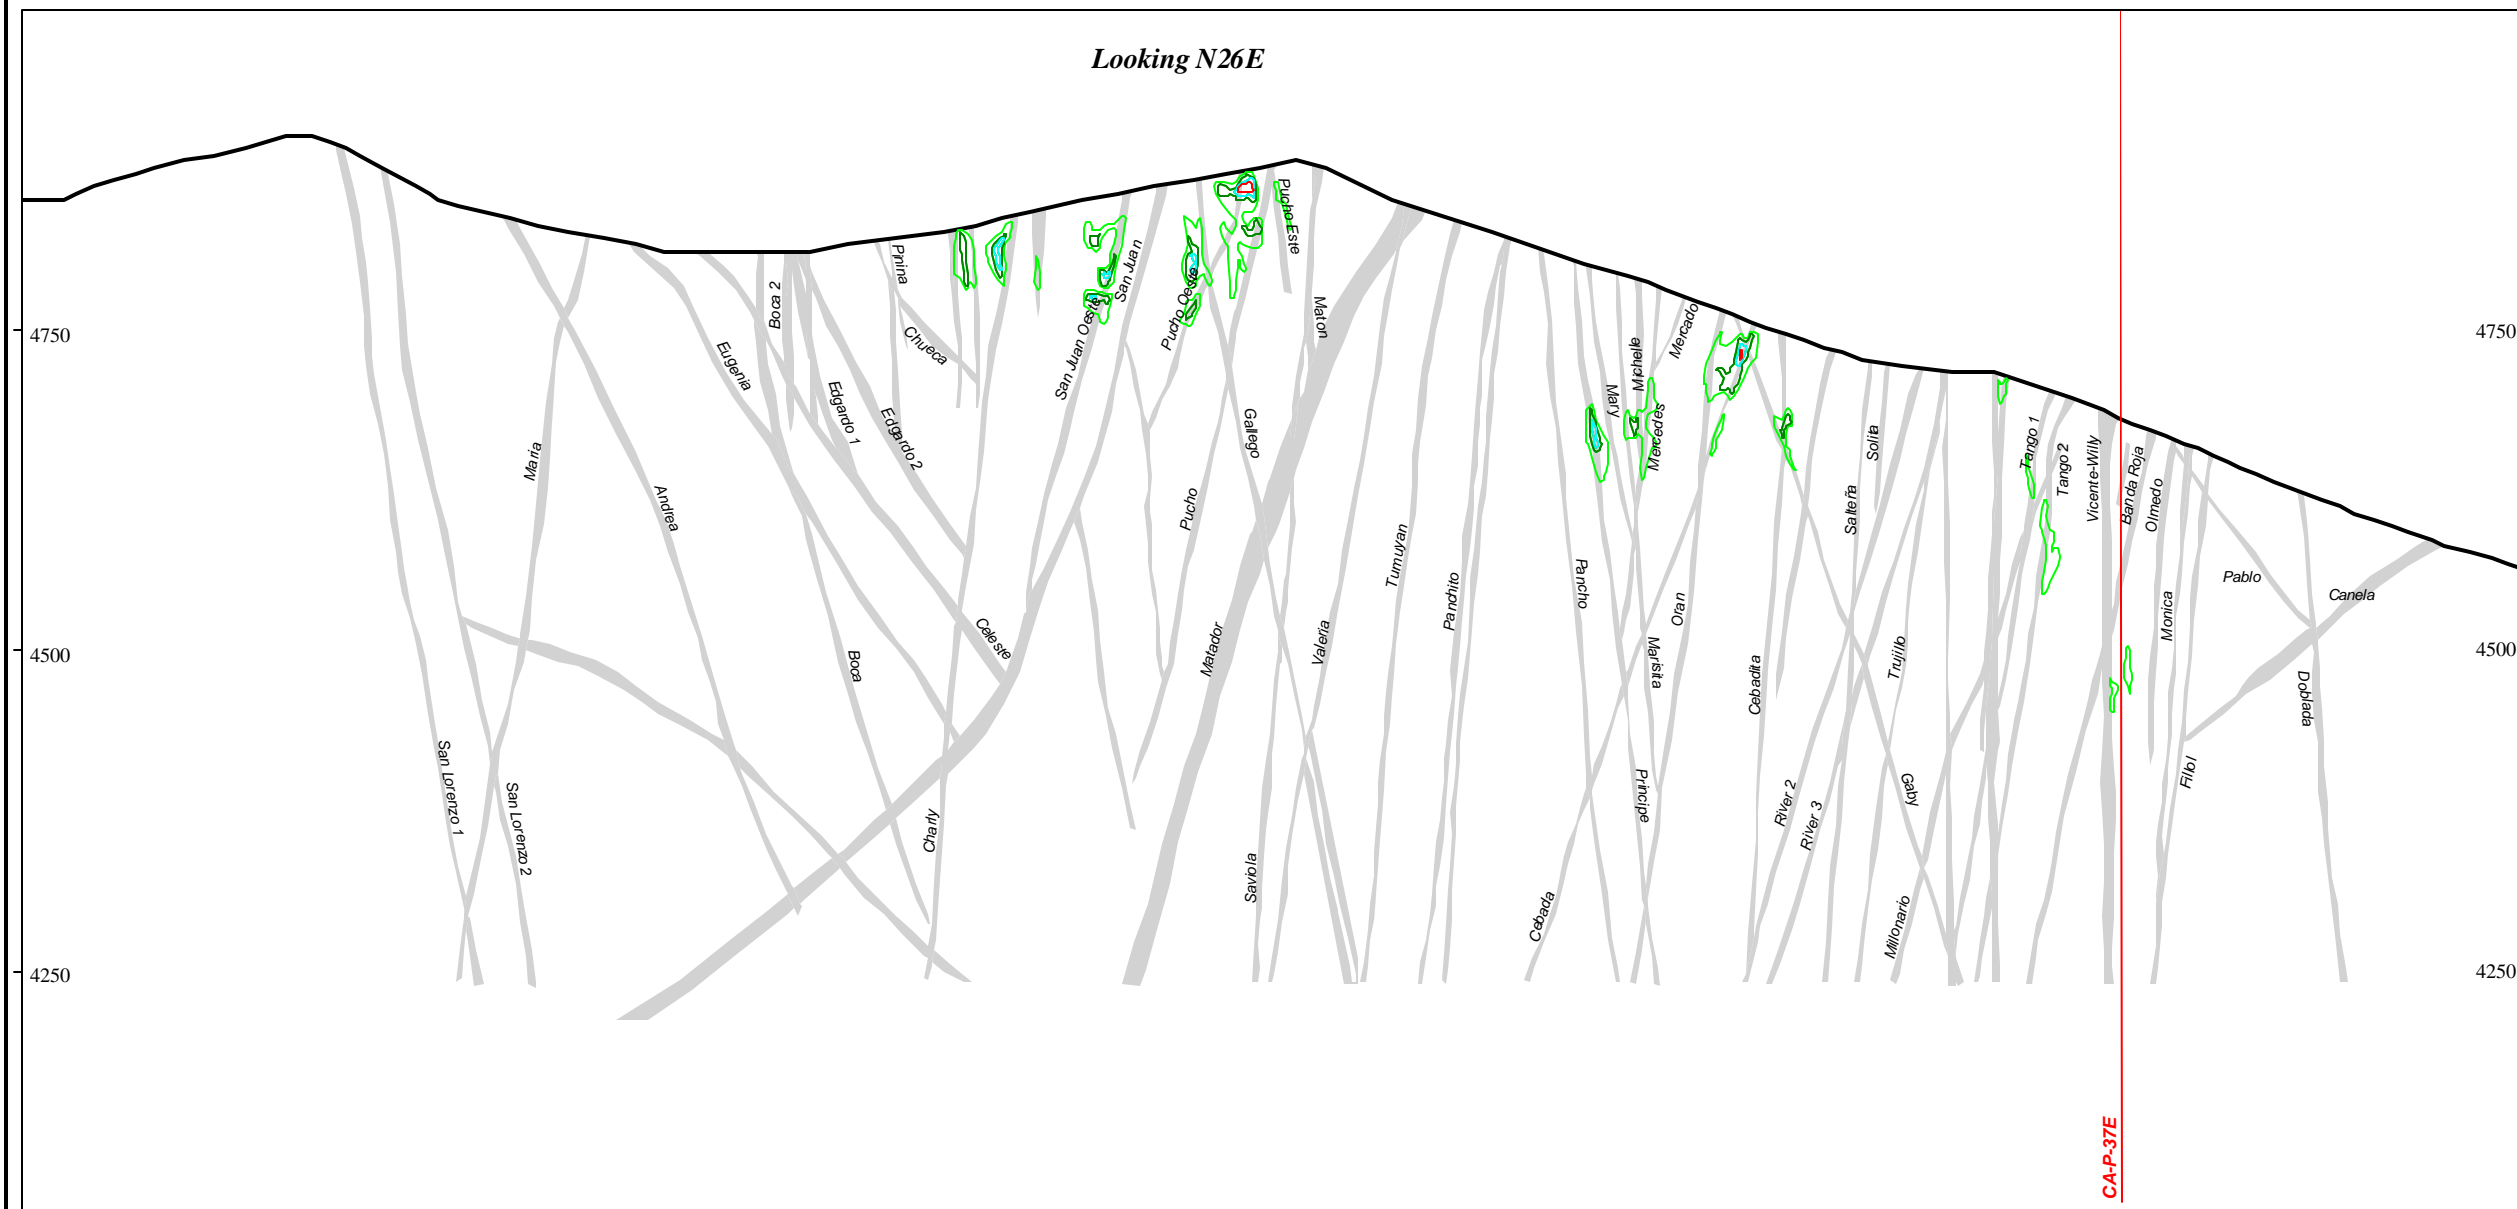 Looking N26E
Pucho Este
Pinina
San Juan
Boca 2
Pucho Oeste
Maton
Mercado
4750
4750
Chueca
San Juan Oeste
Eugenia
Michelle
Mary
Edgardo 1
Edgardo 2
Gallego
Mercedes
Solita
Tango 1
Tango 2
Maria
Vicente-Willy
Banda Roja
Olmedo
Andrea
Pucho
Salteña
Tumuyan
Pancho
Panchito
Pablo
Canela
Oran
Monica
Celeste
4500
4500
Boca
Matador
Valeria
Marisita
Trujillo
Cebadita
Doblada
San Lorenzo 1
San Lorenzo 2
Charly
Principe
River 2
River 3
Gaby
Fillol
Saviola
Cebada
Millonario
4250
4250
CA-P-37E